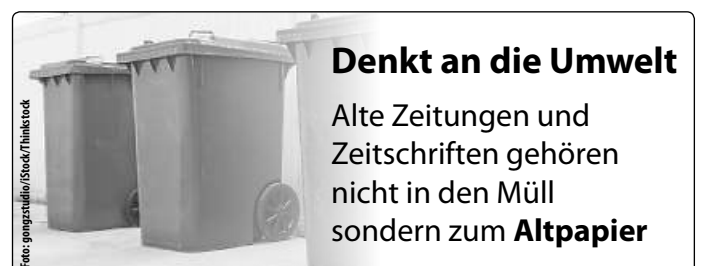 Denkt an die Umwelt
Alte Zeitungen und
Zeitschriften gehören
nicht in den Müll
sondern zum Altpapier
Foto: gongzstudio/iStock/Thinkstock